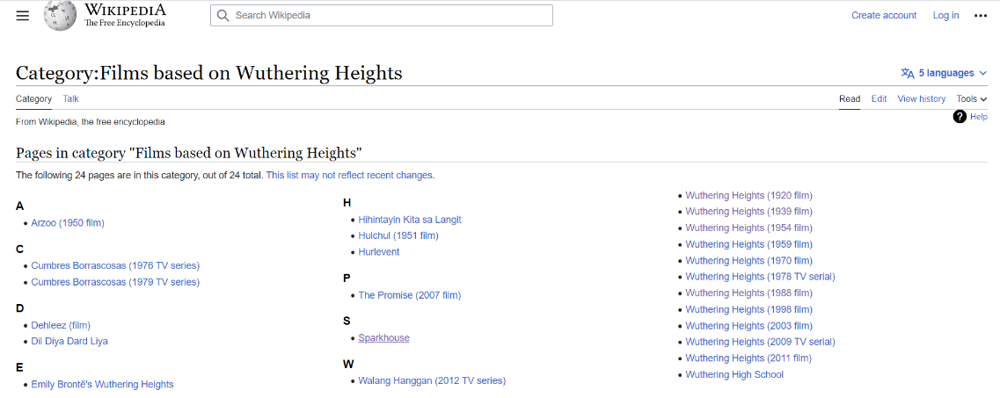 WIKIPEDIA
The Free Encyclopedia
Search Wikipedia
Create account
Log in
Category:Films based on Wuthering Heights
5 languages
Category
Talk
Read
Edit
View history
Tools
From Wikipedia, the free encyclopedia
? Help
Pages in category "Films based on Wuthering Heights"
The following 24 pages are in this category, out of 24 total. This list may not reflect recent changes.
A
• Arzoo (1950 film)
C
• Cumbres Borrascosas (1976 TV series)
• Cumbres Borrascosas (1979 TV series)
D
• Dehleez (film)
• Dil Diya Dard Liya
E
• Emily Brontë's Wuthering Heights
H
• Hihintayin Kita sa Langit
• Hulchul (1951 film)
• Hurlevent
P
• The Promise (2007 film)
S
• Sparkhouse
W
• Walang Hanggan (2012 TV series)
• Wuthering Heights (1920 film)
• Wuthering Heights (1939 film)
• Wuthering Heights (1954 film)
• Wuthering Heights (1959 film)
• Wuthering Heights (1970 film)
• Wuthering Heights (1978 TV serial)
• Wuthering Heights (1988 film)
• Wuthering Heights (1998 film)
• Wuthering Heights (2003 film)
• Wuthering Heights (2009 TV serial)
• Wuthering Heights (2011 film)
• Wuthering High School